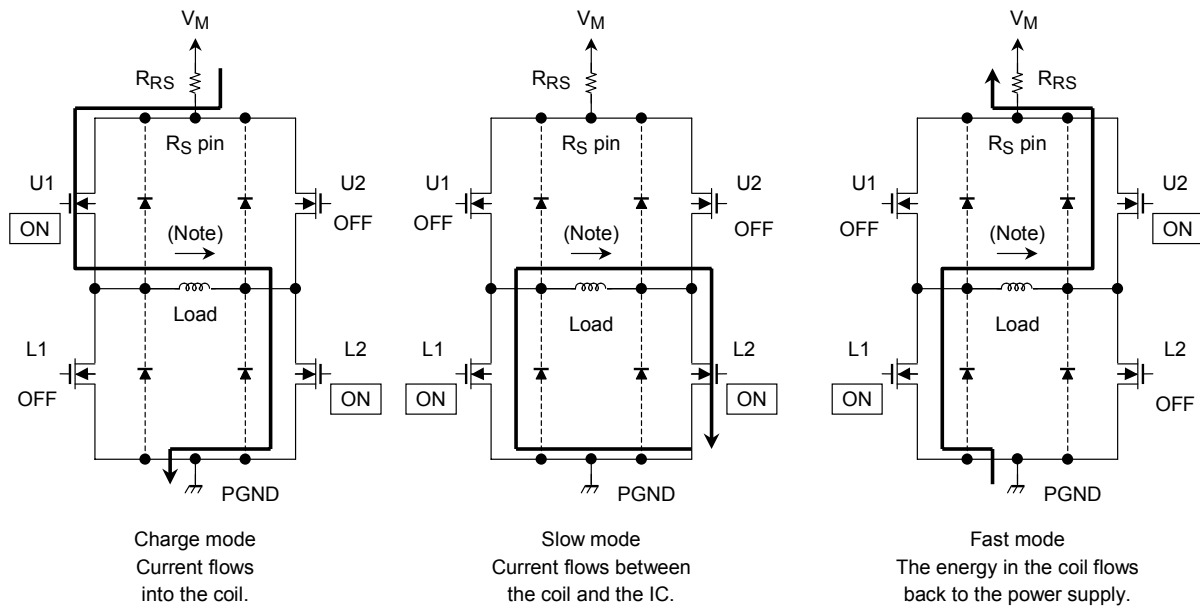 VM
RRS
RS pin
U1
U2
ON
OFF
(Note)
Load
L1
L2
OFF
ON
PGND
Charge mode
Current flows
into the coil.
VM
RRS
RS pin
U1
U2
OFF
OFF
(Note)
Load
L1
L2
ON
ON
PGND
Slow mode
Current flows between
the coil and the IC.
VM
RRS
RS pin
U1
U2
OFF
ON
(Note)
Load
L1
L2
ON
OFF
PGND
Fast mode
The energy in the coil flows
back to the power supply.